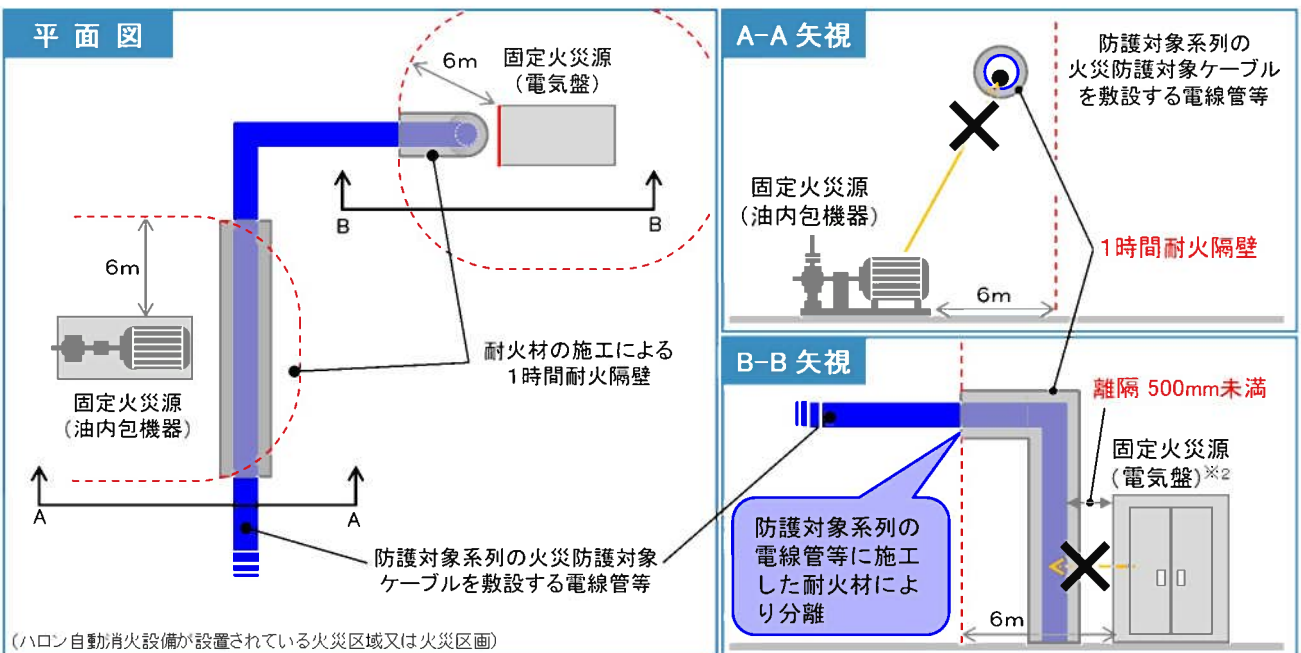 平面図
6m
固定火災源
（電気盤）
B
B
6m
固定火災源
（油内包機器）
耐火材の施工による
1時間耐火隔壁
A
A
防護対象系列の火災防護対象
ケーブルを敷設する電線管等
（ハロン自動消火設備が設置されている火災区域又は火災区画）
A-A 矢視
防護対象系列の
火災防護対象ケーブル
を敷設する電線管等
固定火災源
（油内包機器）
1時間耐火隔壁
6m
B-B 矢視
離隔 500mm未満
固定火災源
（電気盤）※2
防護対象系列の
電線管等に施工
した耐火材によ
り分離
6m